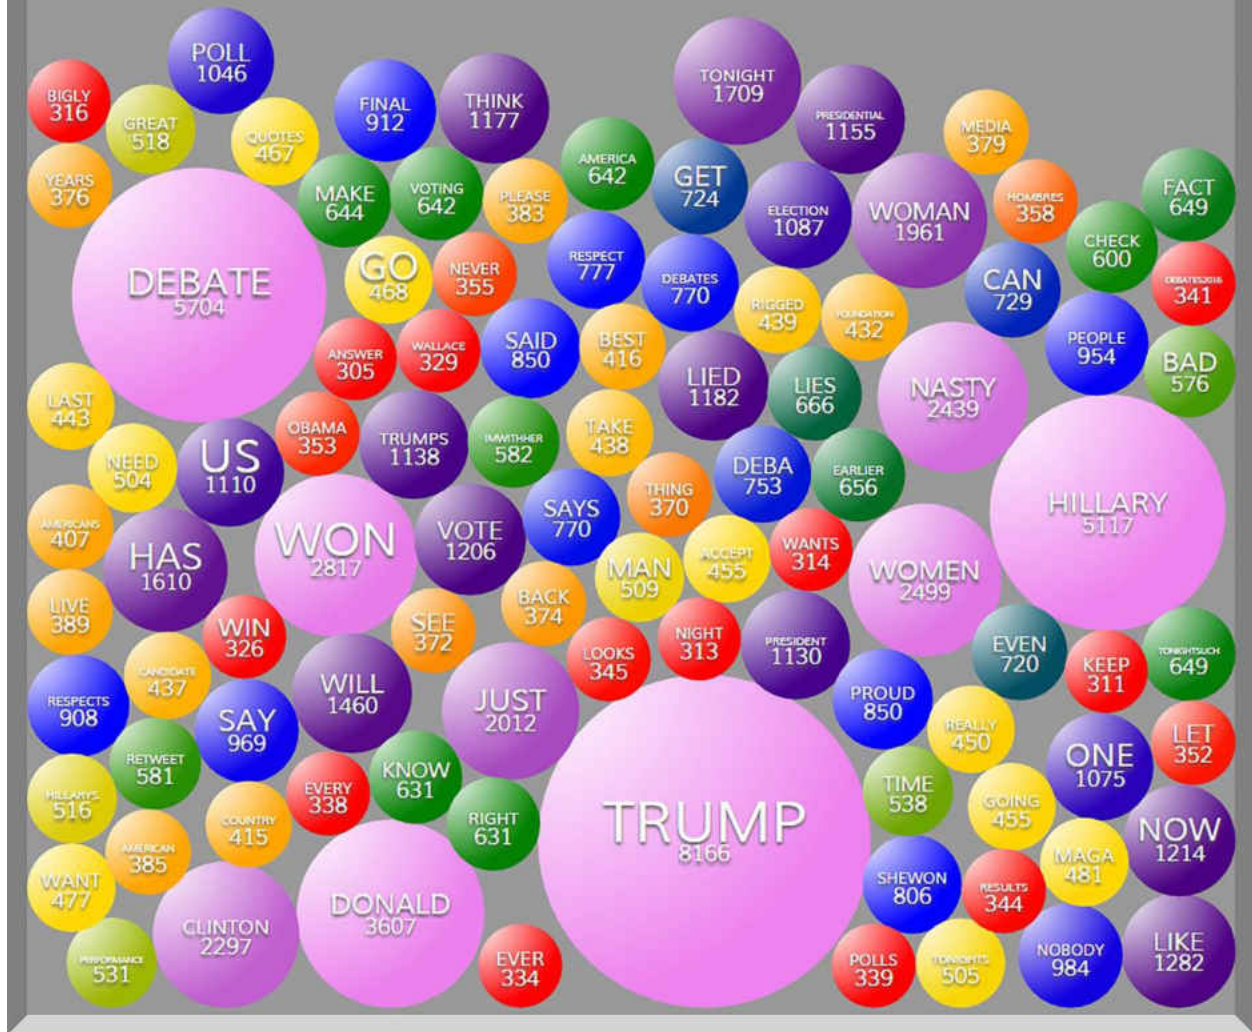 POLL
1046
TONIGHT
1709
BIGLY
316
GREAT
518
QUOTES
467
FINAL
912
THINK
1177
PRESIDENTIAL
1155
MEDIA
379
YEARS
376
MAKE
644
VOTING
642
PLEASE
383
AMERICA
642
GET
724
ELECTION
1087
WOMAN
1961
HOMBRES
358
FACT
649
CHECK
600
DEBATE
5704
GO
468
NEVER
355
RESPECT
777
DEBATES
770
RIGGED
439
FOUNDATION
432
CAN
729
DEBATES2016
341
ANSWER
305
WALLACE
329
SAID
850
BEST
416
PEOPLE
954
BAD
576
LIED
1182
LIES
666
NASTY
2439
LAST
443
NEED
504
US
1110
OBAMA
353
TRUMPS
1138
IMWITHHER
582
TAKE
438
DEBA
753
EARLIER
656
HILLARY
5117
AMERICANS
407
HAS
1610
WON
2817
VOTE
1206
SAYS
770
THING
370
MAN
509
ACCEPT
455
WANTS
314
WOMEN
2499
LIVE
389
WIN
326
SEE
372
BACK
374
LOOKS
345
NIGHT
313
PRESIDENT
1130
EVEN
720
KEEP
311
TONIGHTSUCH
649
CANDIDATE
437
RESPECTS
908
SAY
969
WILL
1460
JUST
2012
PROUD
850
REALLY
450
ONE
1075
LET
352
RETWEET
581
HILLARYS
516
EVERY
338
KNOW
631
RIGHT
631
COUNTRY
415
AMERICAN
385
TRUMP
8166
TIME
538
GOING
455
NOW
1214
MAGA
481
WANT
477
CLINTON
2297
DONALD
3607
SHEWON
806
RESULTS
344
PERFORMANCE
531
EVER
334
POLLS
339
TONIGHTS
505
NOBODY
984
LIKE
1282